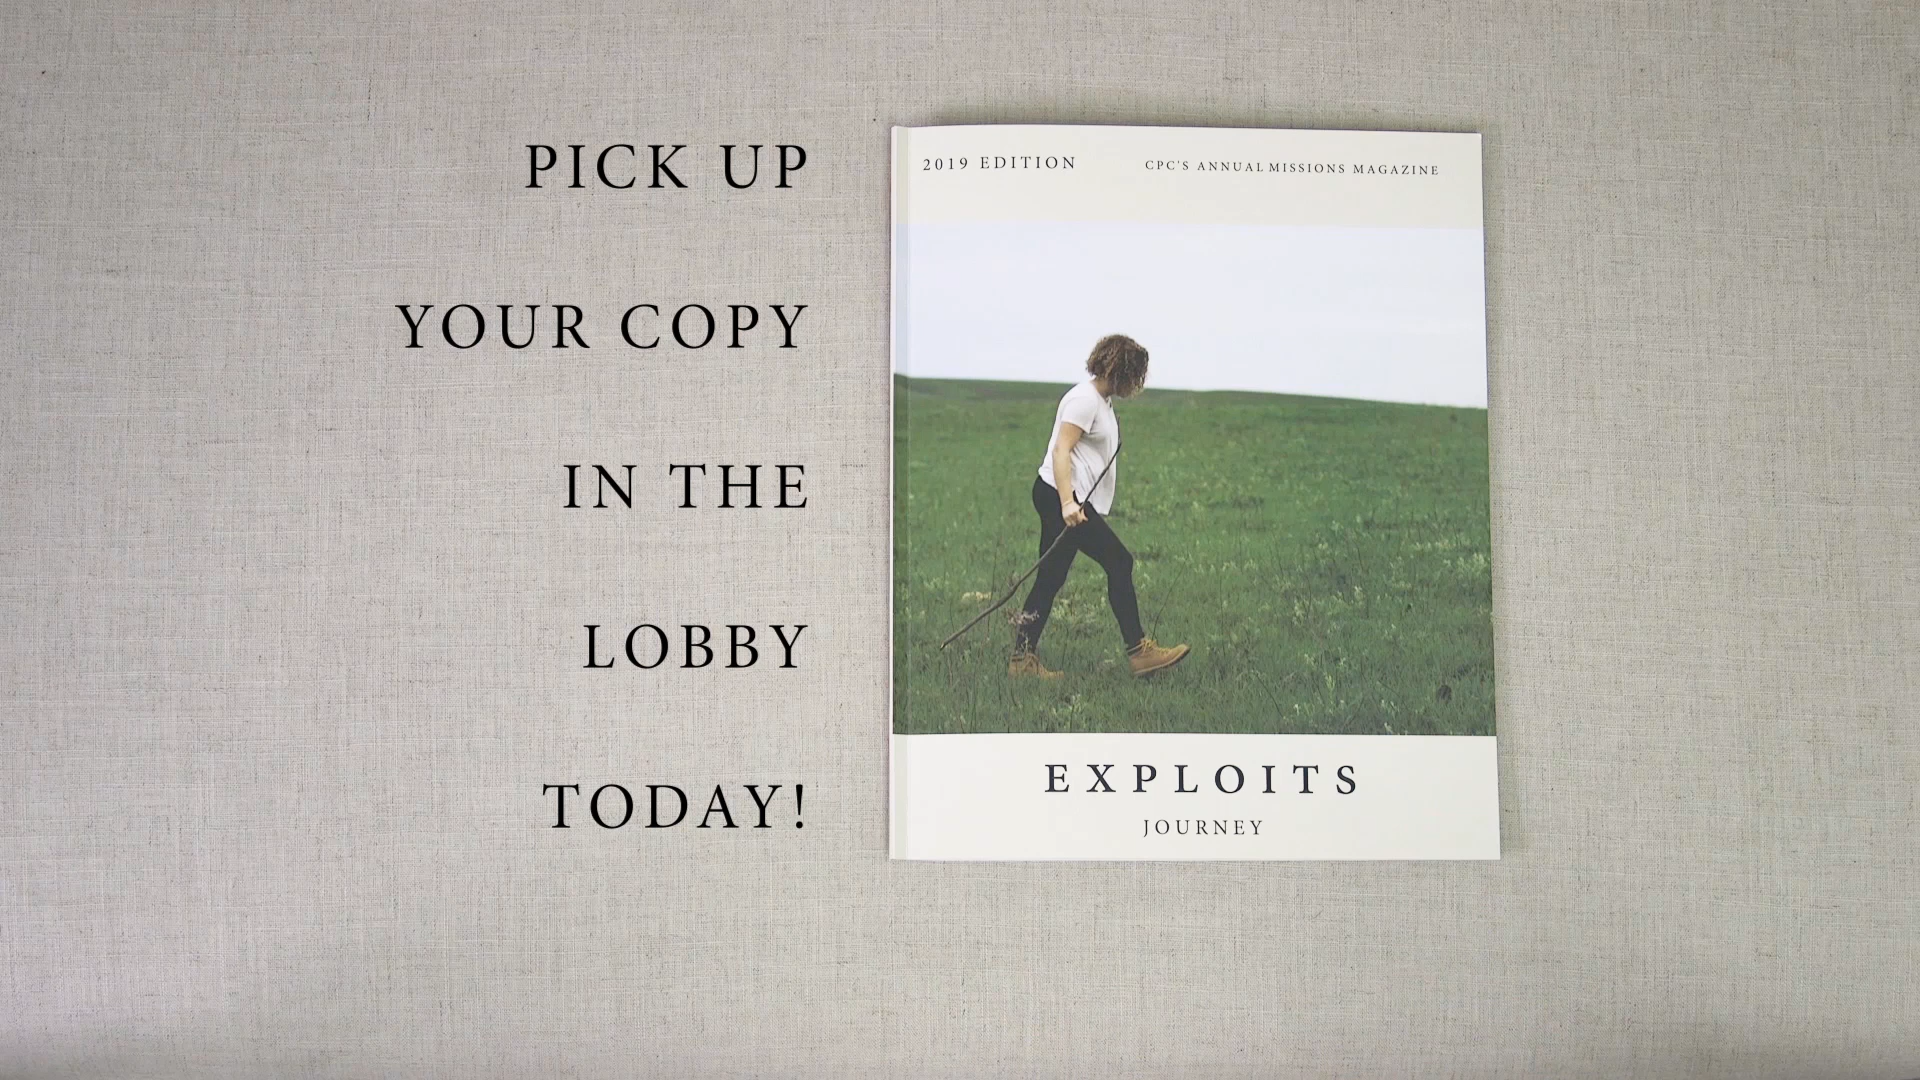 PICK UP
YOUR COPY
IN THE
LOBBY
TODAY!
2019 EDITION
CPC'S ANNUAL MISSIONS MAGAZINE
EXPLOITS
JOURNEY